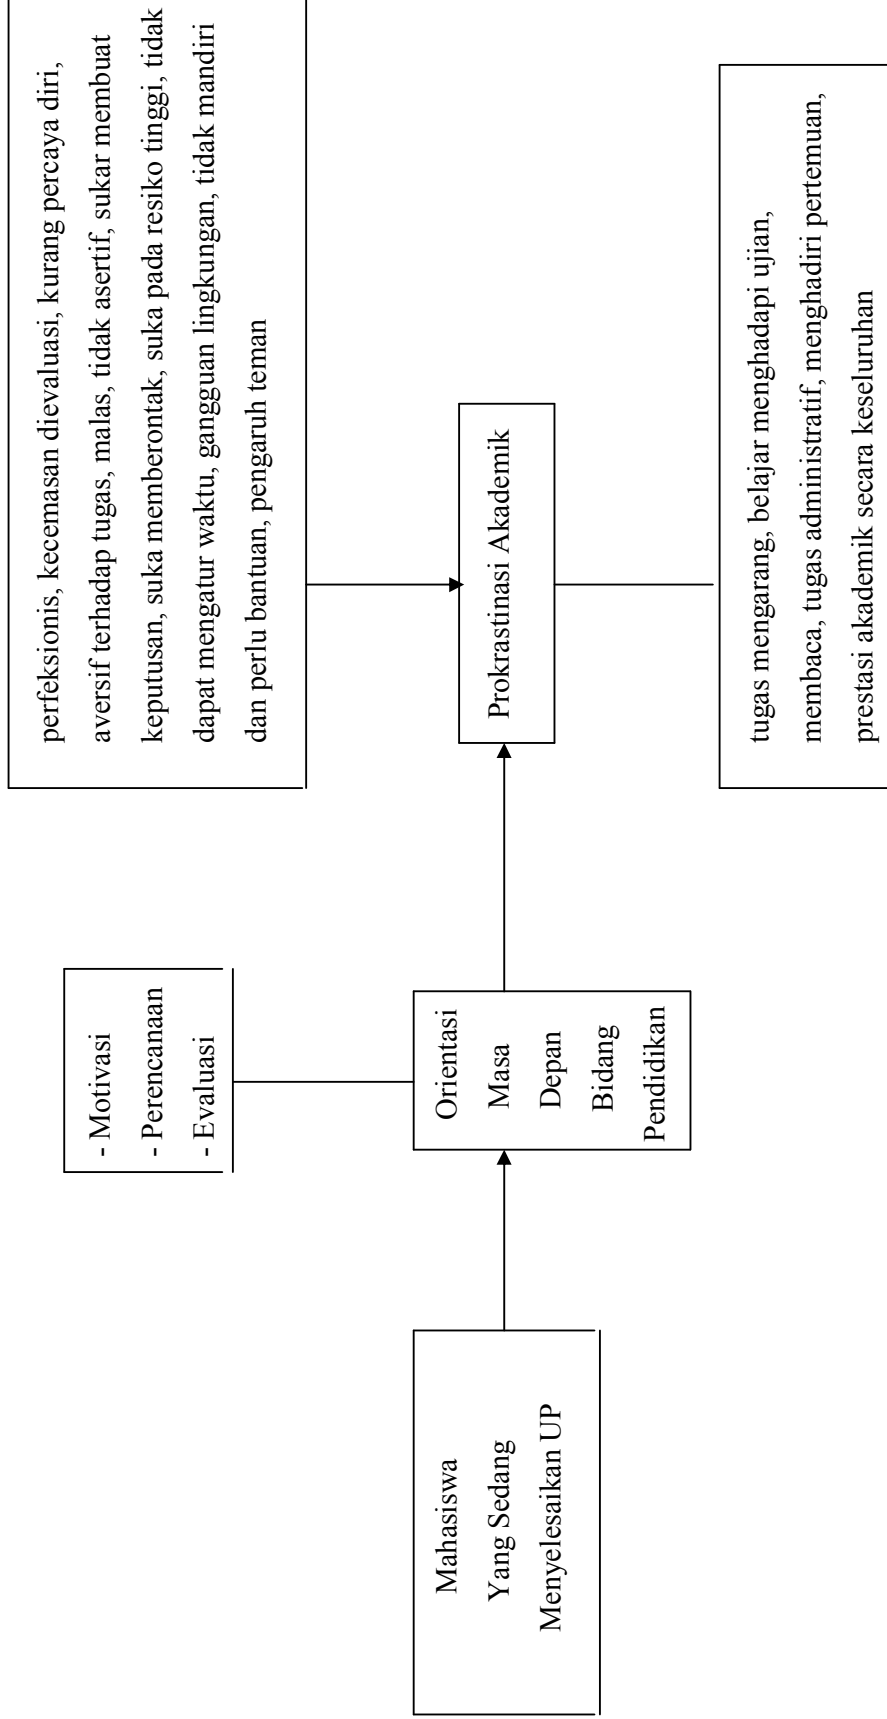 perfeksionis, kecemasan dievaluasi, kurang percaya diri,
aversif terhadap tugas, malas, tidak asertif, sukar membuat
keputusan, suka memberontak, suka pada resiko tinggi, tidak
dapat mengatur waktu, gangguan lingkungan, tidak mandiri
dan perlu bantuan, pengaruh teman
- Motivasi
- Perencanaan
- Evaluasi
Mahasiswa
Yang Sedang
Menyelesaikan UP
Orientasi
Masa
Depan
Bidang
Pendidikan
Prokrastinasi Akademik
tugas mengarang, belajar menghadapi ujian,
membaca, tugas administratif, menghadiri pertemuan,
prestasi akademik secara keseluruhan